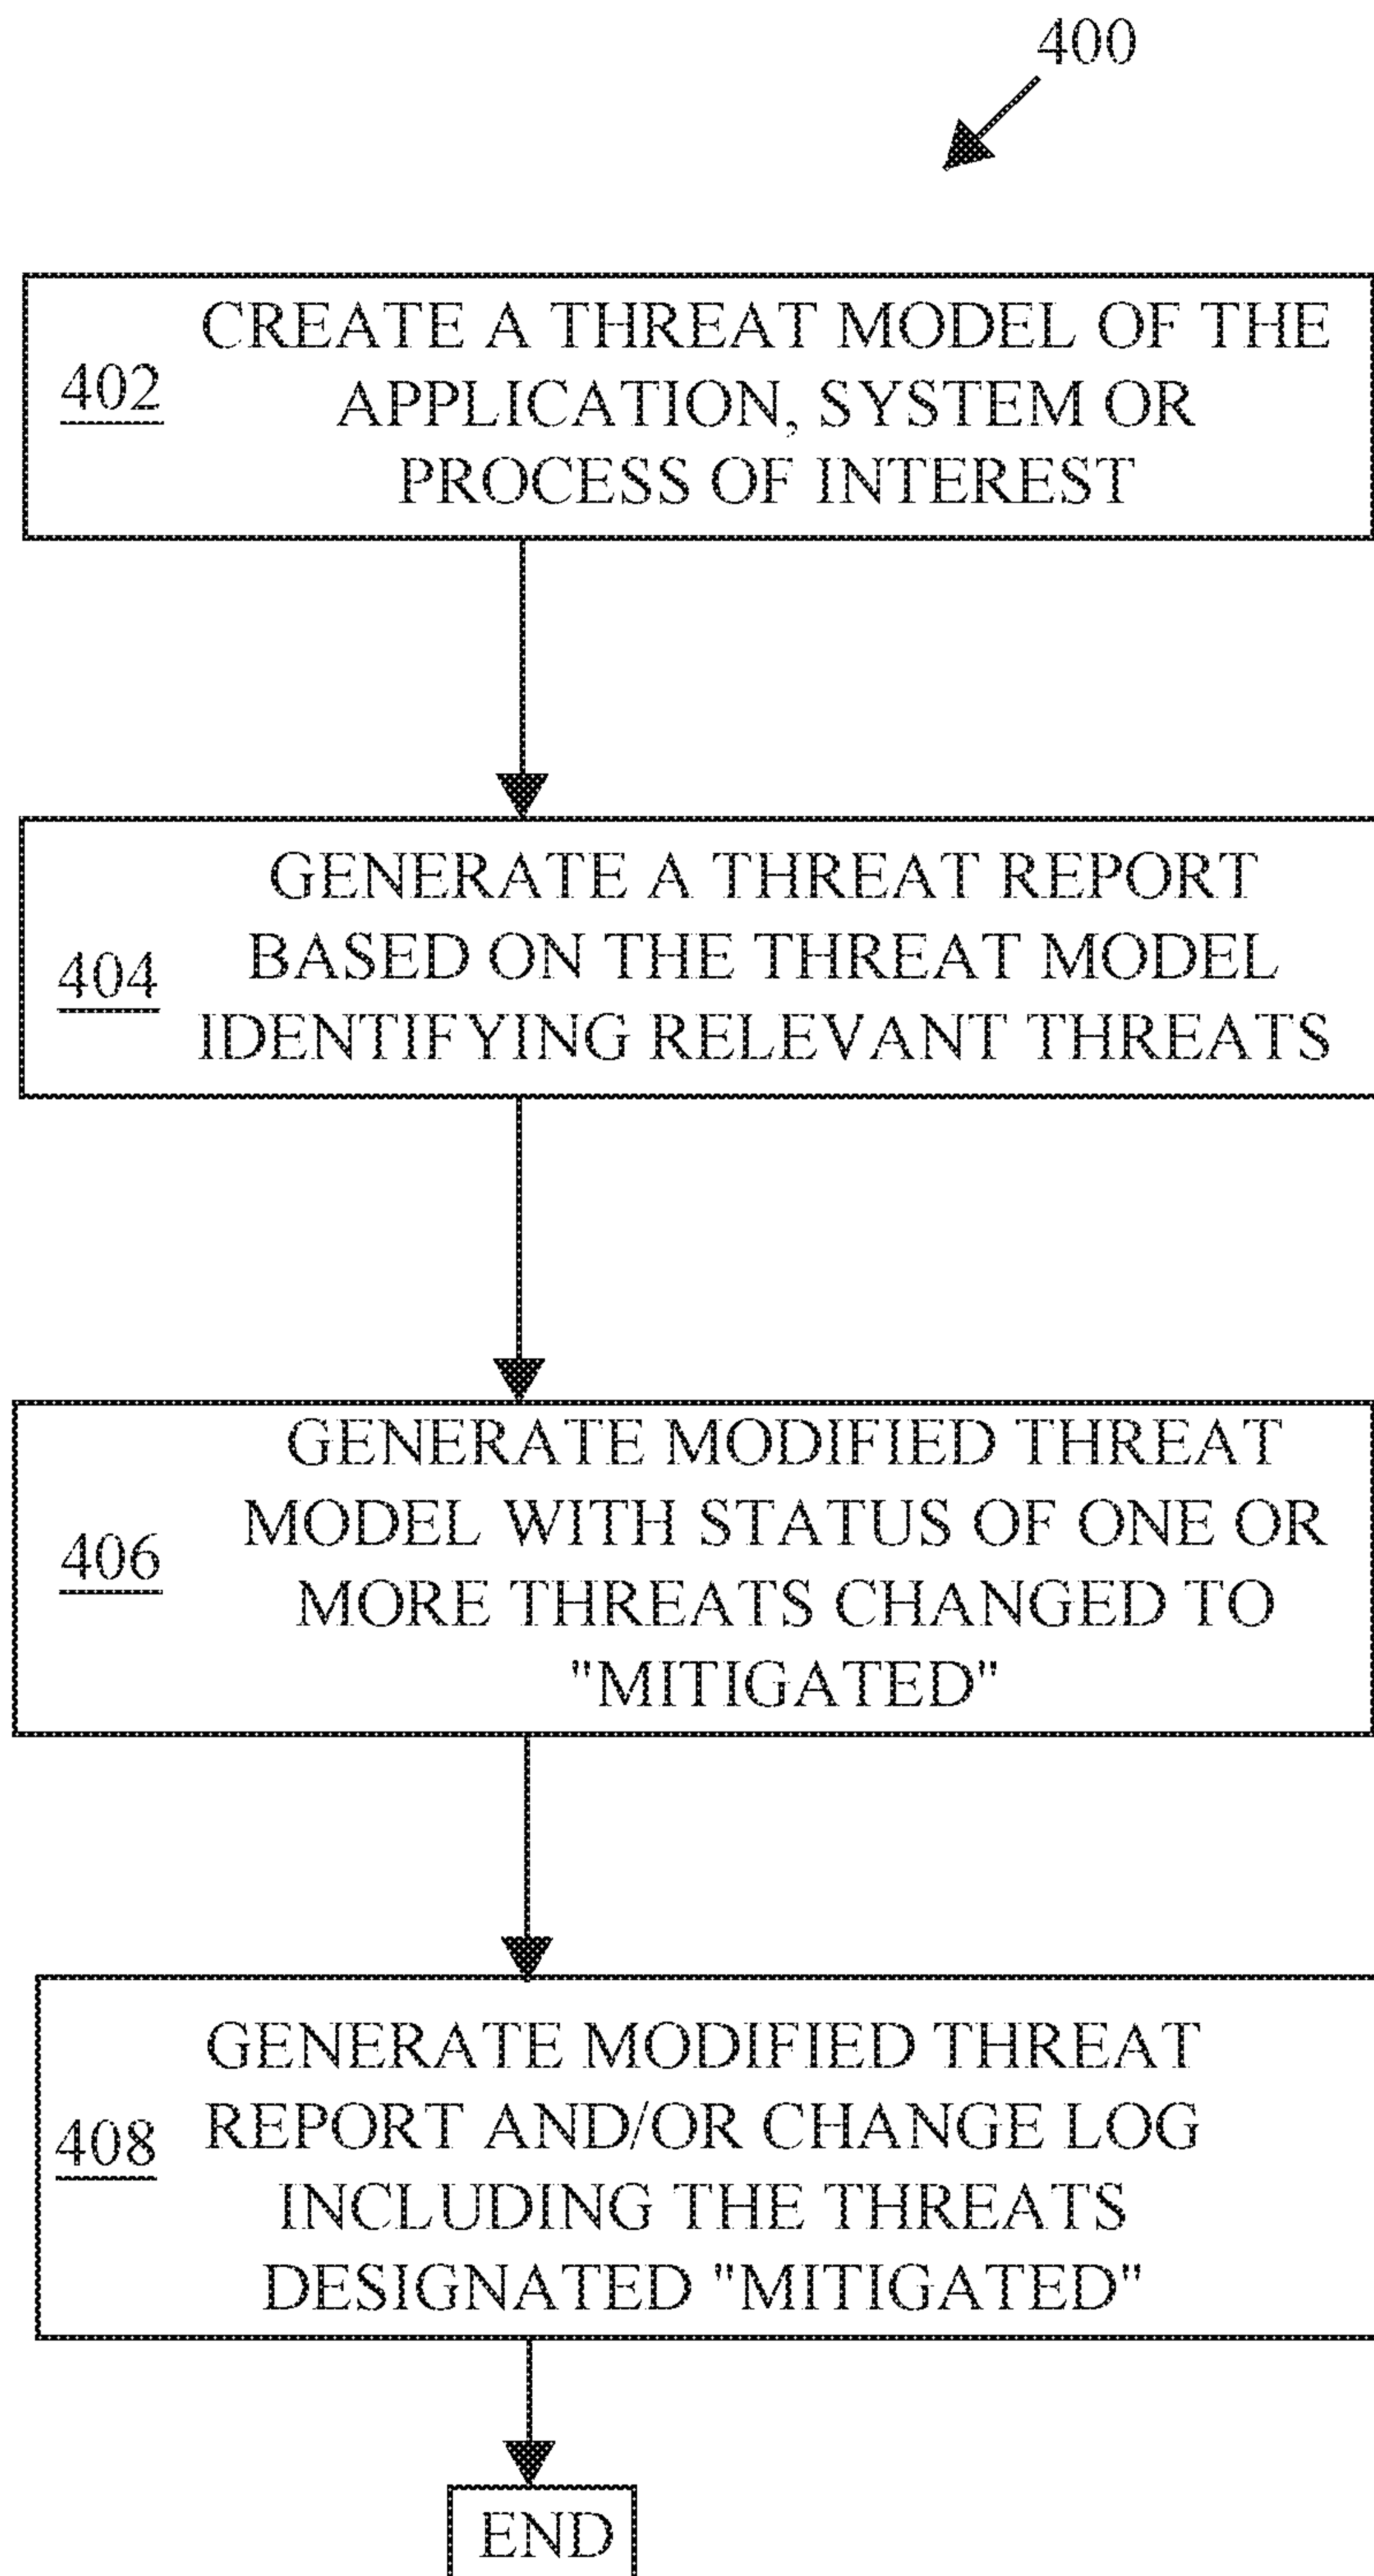 400
402
CREATE A THREAT MODEL OF THE
APPLICATION, SYSTEM OR
PROCESS OF INTEREST
404
GENERATE A THREAT REPORT
BASED ON THE THREAT MODEL
IDENTIFYING RELEVANT THREATS
406
GENERATE MODIFIED THREAT
MODEL WITH STATUS OF ONE OR
MORE THREATS CHANGED TO
"MITIGATED"
408
GENERATE MODIFIED THREAT
REPORT AND/OR CHANGE LOG
INCLUDING THE THREATS
DESIGNATED "MITIGATED"
END